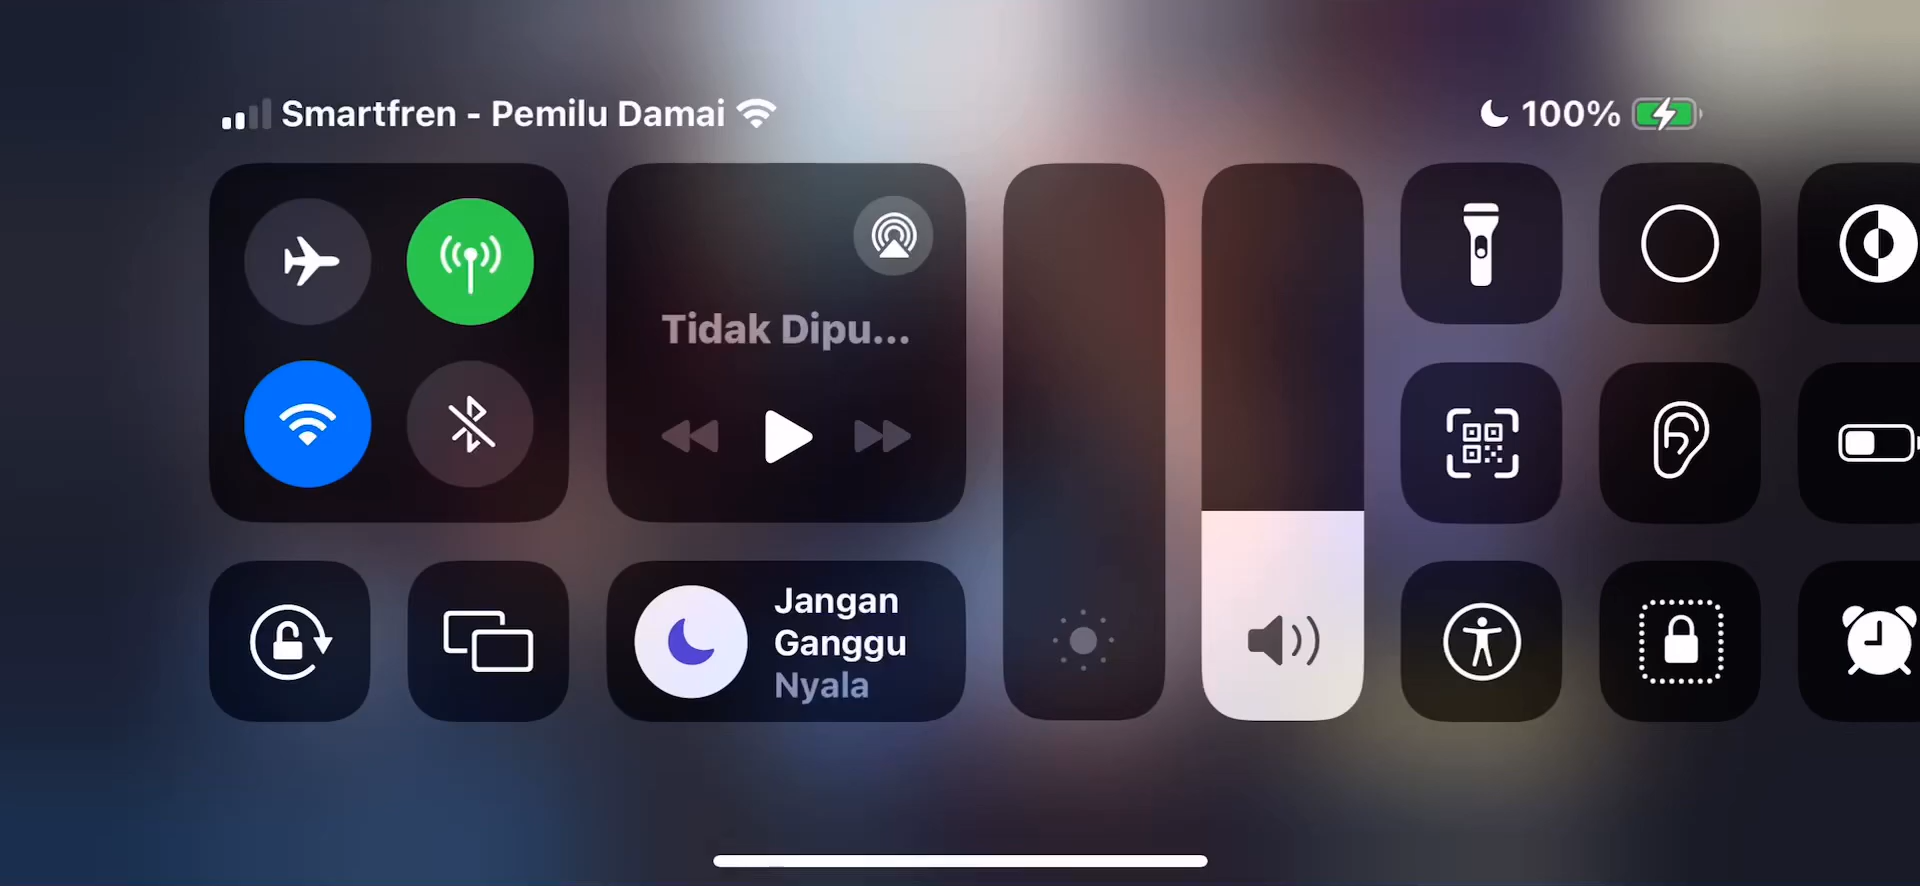 Smartfren - Pemilu Damai
100%
Tidak Dipu...
Jangan
Ganggu
Nyala